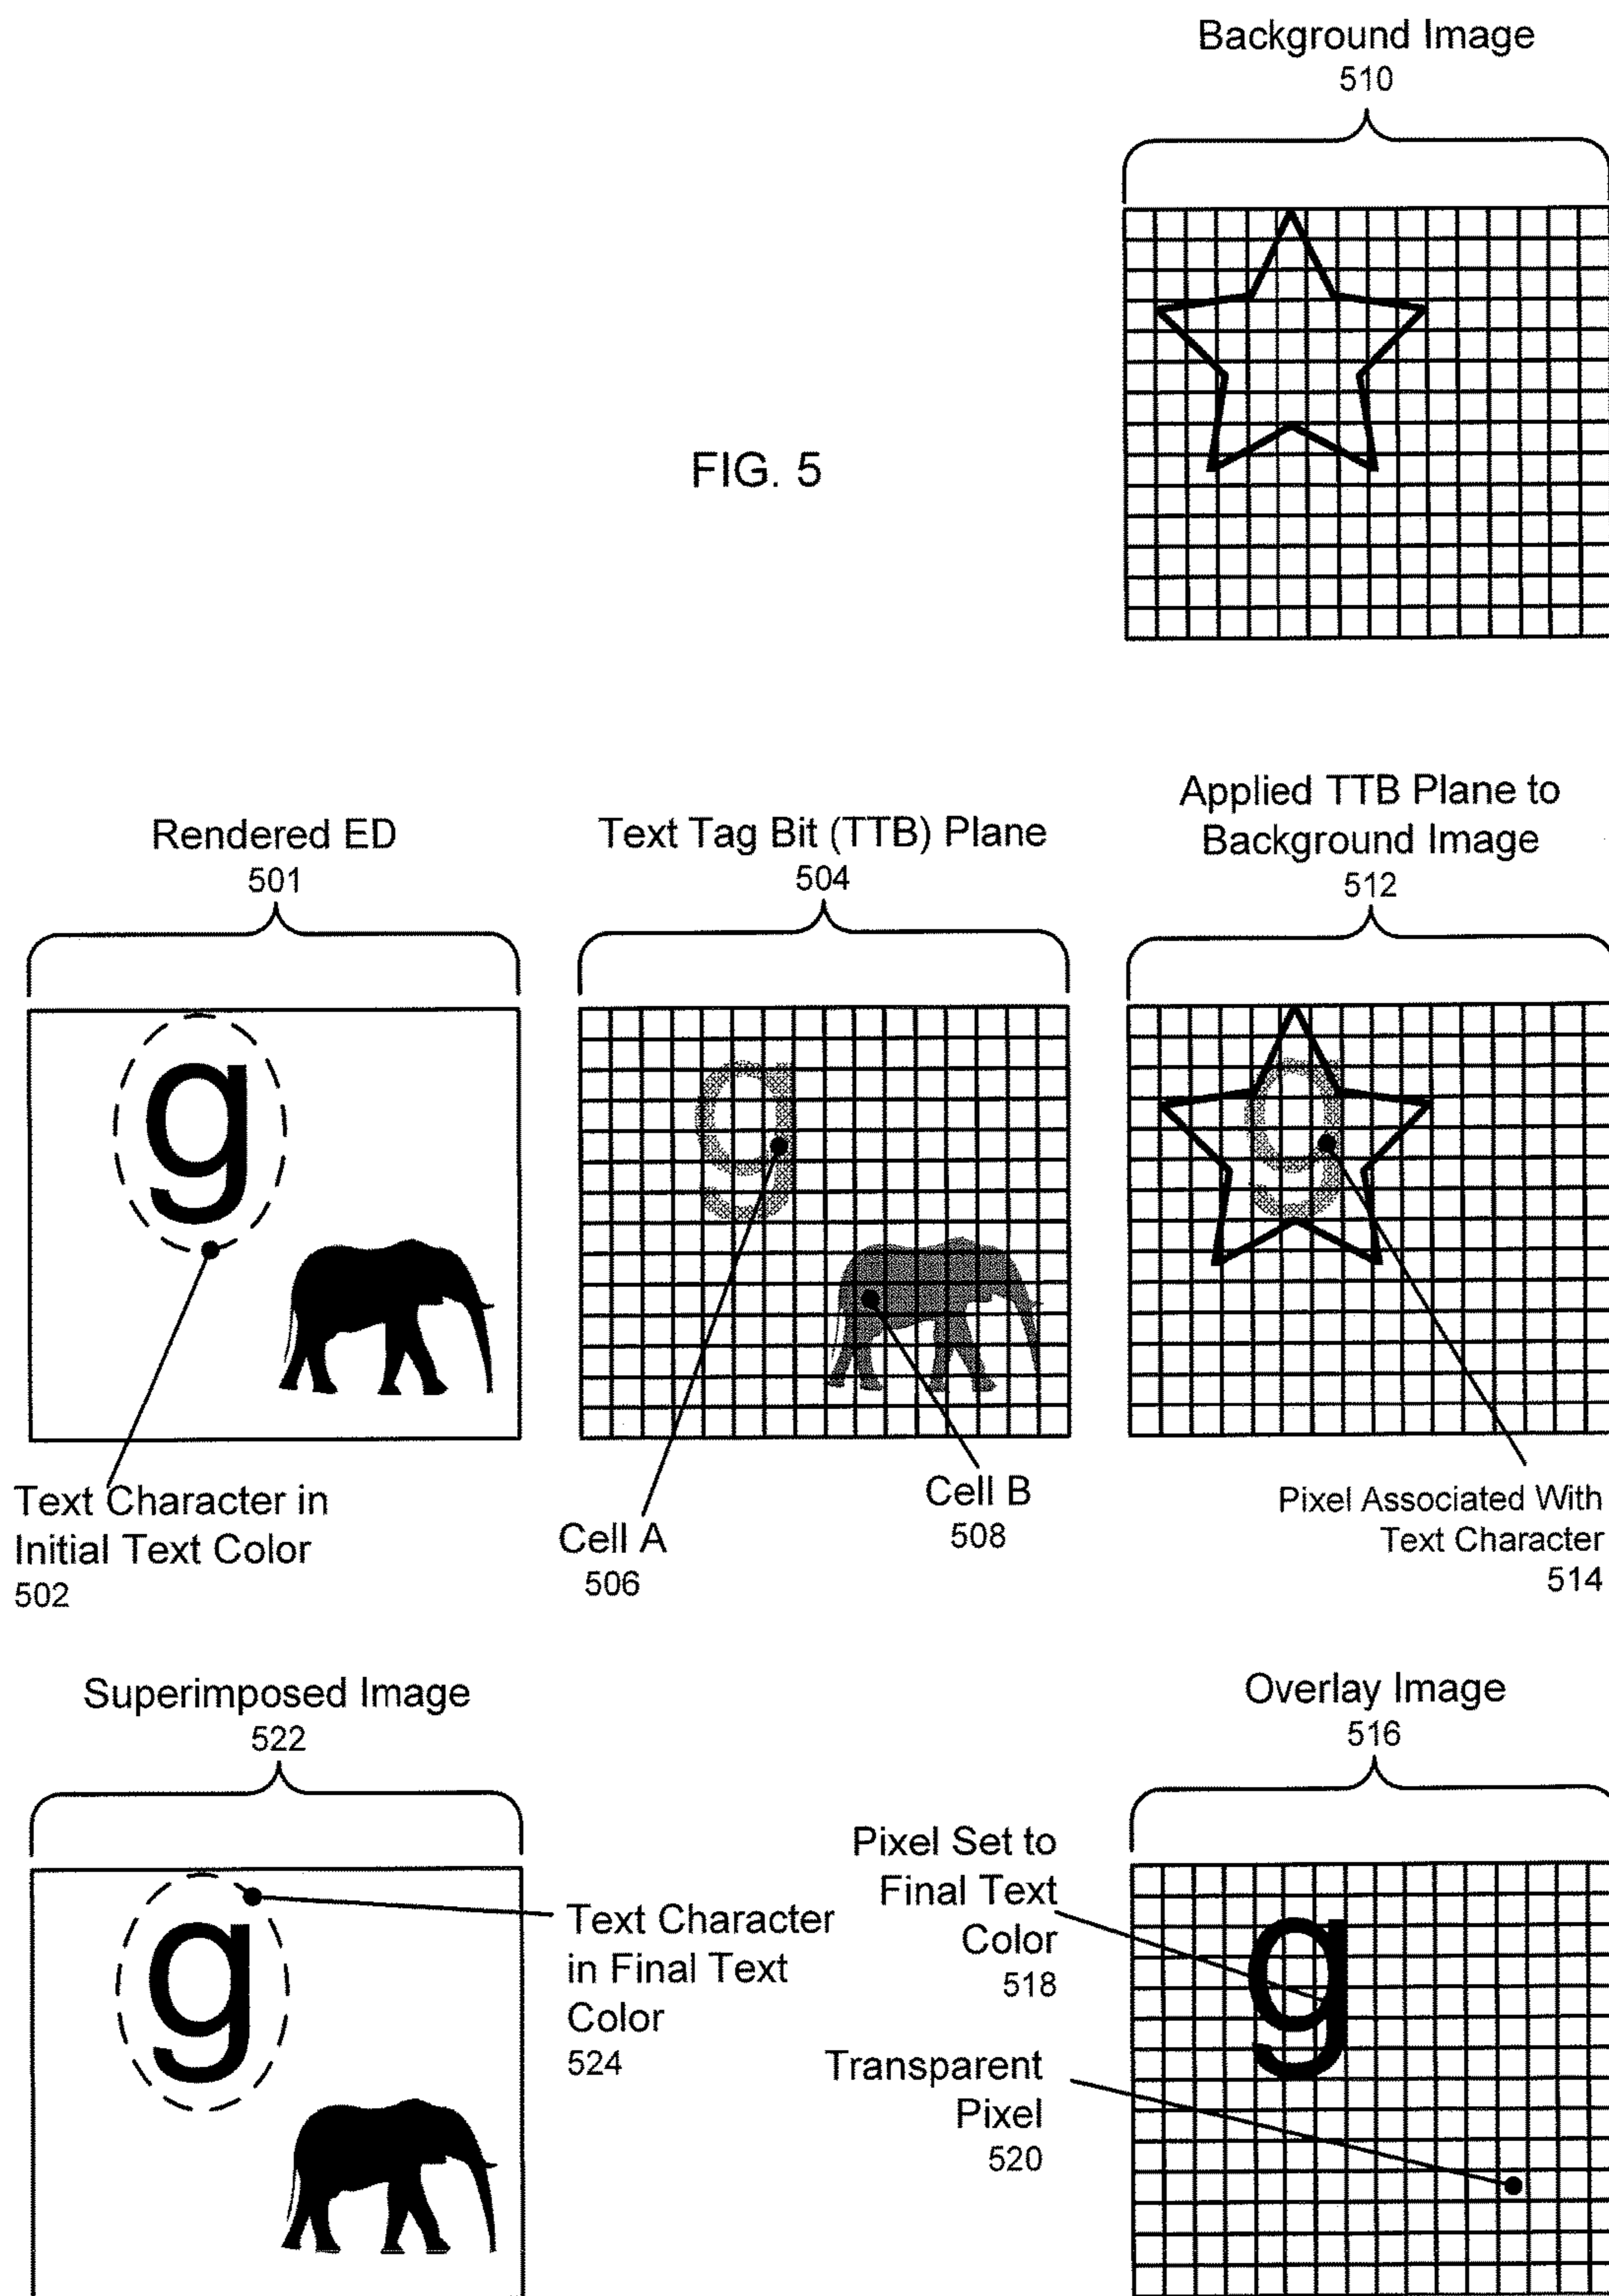 Background Image
510
FIG. 5
Rendered ED
501
Text Tag Bit (TTB) Plane
504
Applied TTB Plane to
Background Image
512
g
g
g
Text Character in
Initial Text Color
502
Cell A
506
Cell B
508
Pixel Associated With
Text Character
514
Superimposed Image
522
Overlay Image
516
g
Text Character
in Final Text
Color
524
Pixel Set to
Final Text
Color
518
Transparent
Pixel
520
g